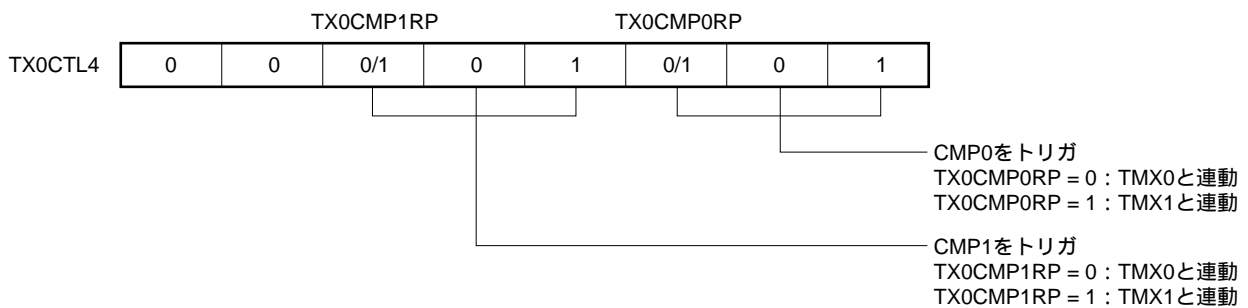 TX0CMP1RP TX0CMP0RP
TX0CTL4 0 0 0/1 0 1 0/1 0 1
CMP0をトリガ
TX0CMP0RP = 0：TMX0と連動
TX0CMP0RP = 1：TMX1と連動
CMP1をトリガ
TX0CMP1RP = 0：TMX0と連動
TX0CMP1RP = 1：TMX1と連動